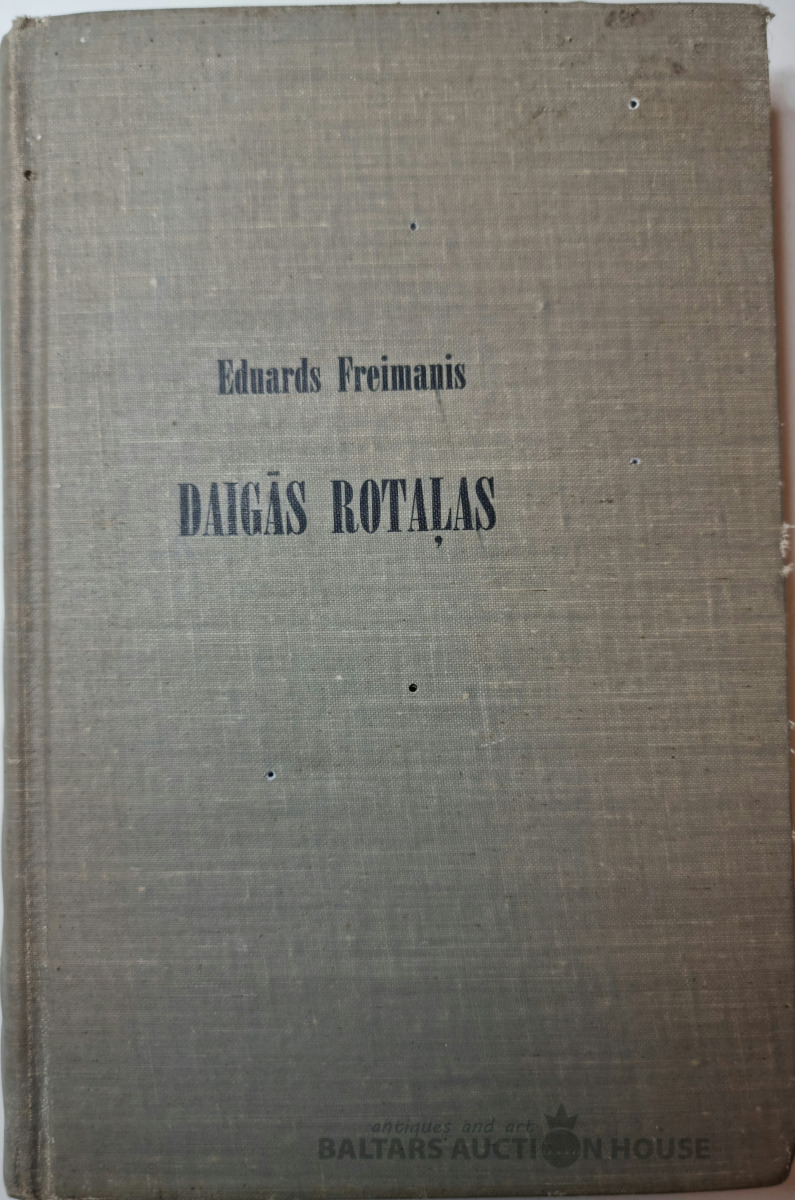 Eduards Freimanis
DAIGĀS ROTAĻAS
antiques and art
BALTARS AUCTION HOUSE